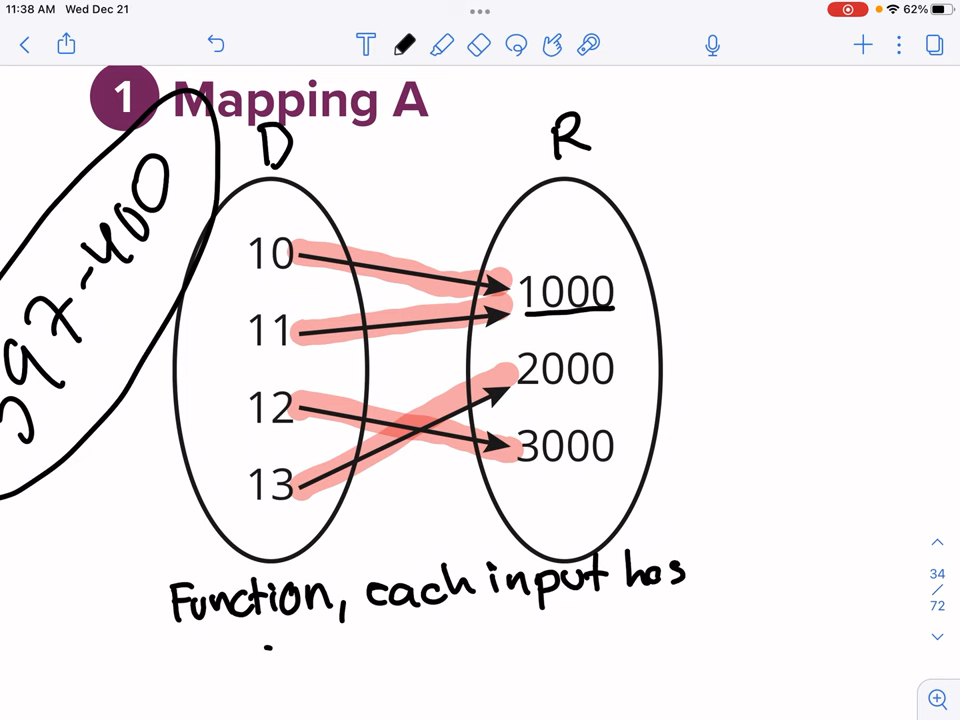 11:38 AM Wed Dec 21
62%
T
1 Mapping A
D R
397-400
10
11
12
13
1000
2000
3000
Function, each input has
34
/
72